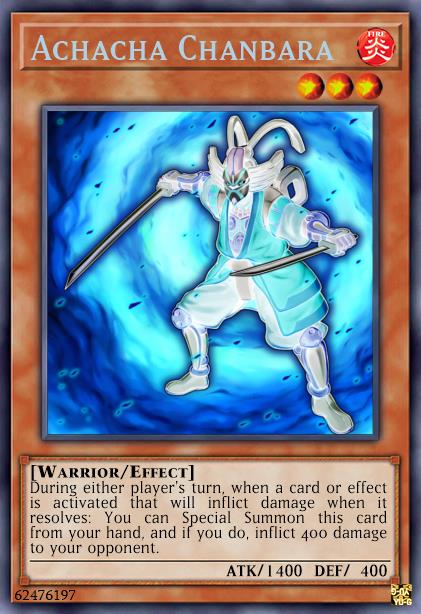 Achacha Chanbara
FIRE
炎
[Warrior/Effect]
During either player's turn, when a card or effect
is activated that will inflict damage when it
resolves: You can Special Summon this card
from your hand, and if you do, inflict 400 damage
to your opponent.
ATK/1400 DEF/ 400
62476197